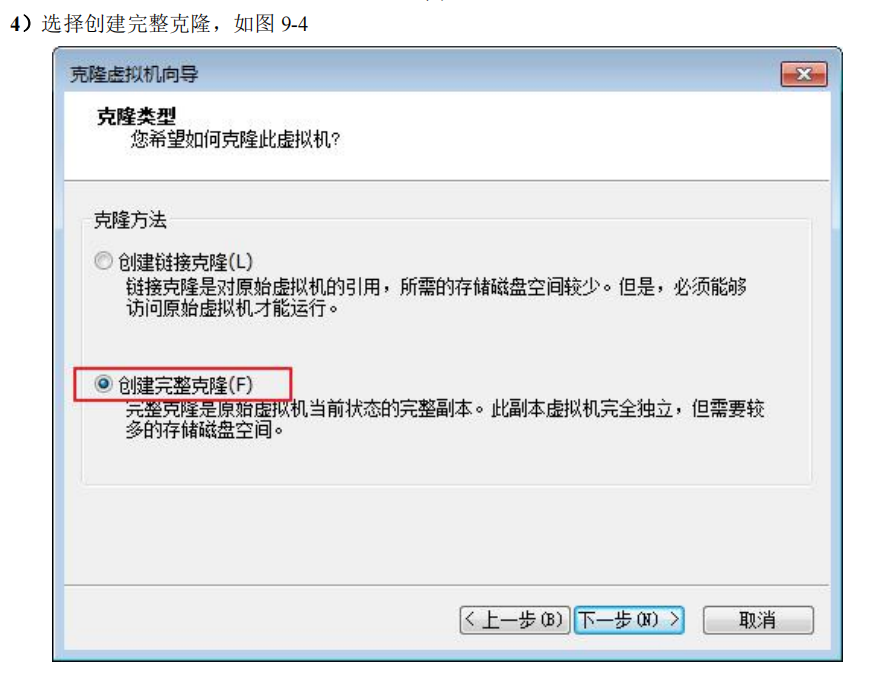 4）选择创建完整克隆，如图 9-4
克隆虚拟机向导
克隆类型
您希望如何克隆此虚拟机?
克隆方法
创建链接克隆(L)
链接克隆是对原始虚拟机的引用，所需的存储磁盘空间较少。但是，必须能够
访问原始虚拟机才能运行。
创建完整克隆(F)
完整克隆是原始虚拟机当前状态的完整副本。此副本虚拟机完全独立，但需要较
多的存储磁盘空间。
< 上一步(B) 下一步(N) > 取消